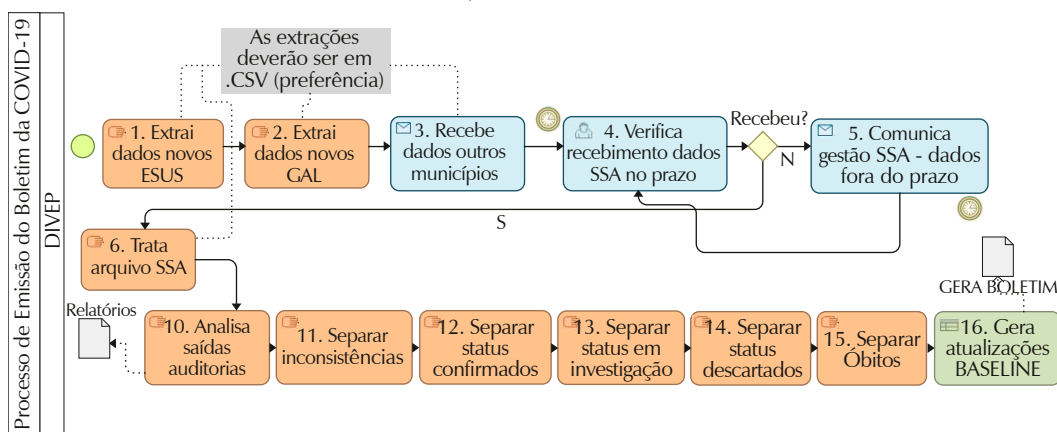 Processo de Emissão do Boletim da COVID-19
DIVEP
As extrações
deverão ser em
.CSV (preferência)
1. Extrai
dados novos
ESUS
2. Extrai
dados novos
GAL
3. Recebe
dados outros
municípios
4. Verifica
recebimento dados
SSA no prazo
Recebeu?
N
5. Comunica
gestão SSA - dados
fora do prazo
S
6. Trata
arquivo SSA
GERA BOLETIM
Relatórios
10. Analisa
saídas
auditorias
11. Separar
inconsistências
12. Separar
status
confirmados
13. Separar
status em
investigação
14. Separar
status
descartados
15. Separar
Óbitos
16. Gera
atualizações
BASELINE